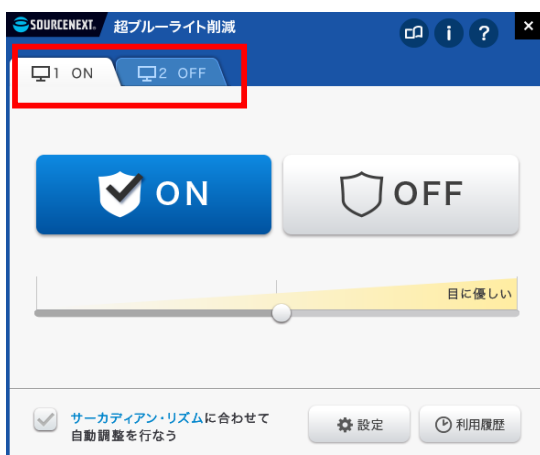 SOURCENEXT. 超ブルーライト削減
i ? ×
1 ON 2 OFF
ON OFF
目に優しい
サーカディアン・リズムに合わせて
自動調整を行なう
設定 利用履歴